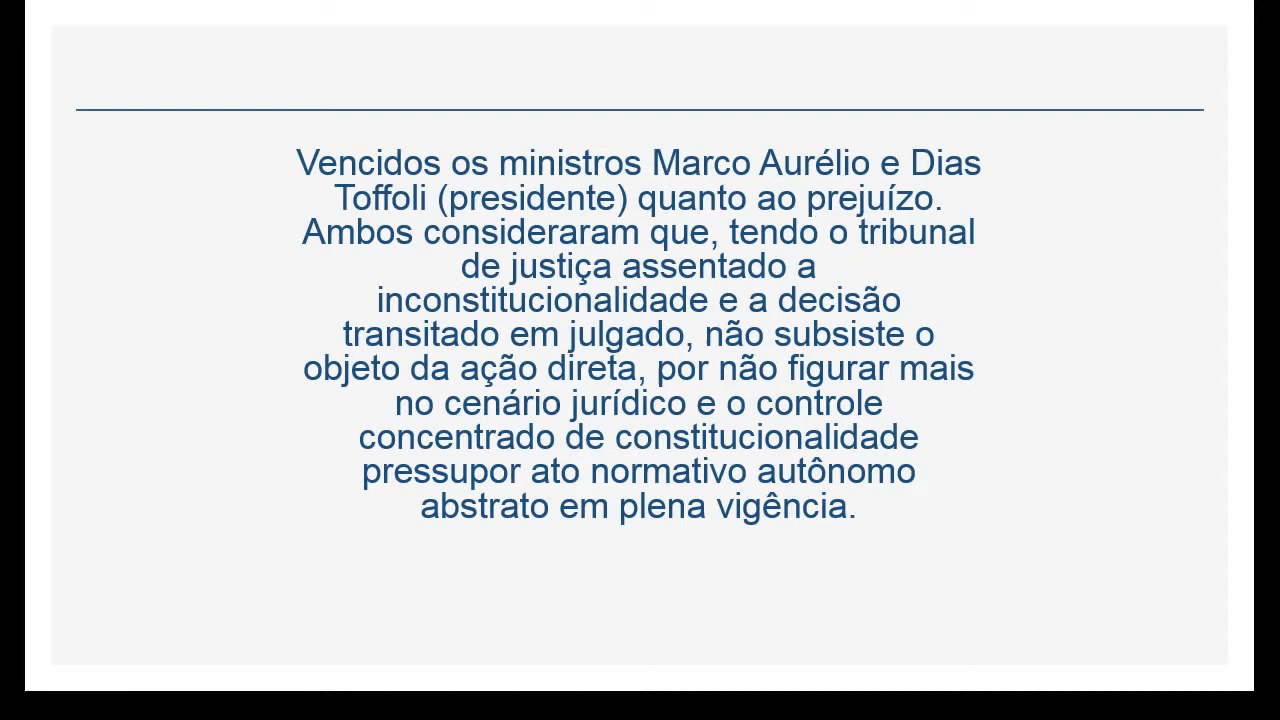 Vencidos os ministros Marco Aurélio e Dias
Toffoli (presidente) quanto ao prejuízo.
Ambos consideraram que, tendo o tribunal
de justiça assentado a
inconstitucionalidade e a decisão
transitado em julgado, não subsiste o
objeto da ação direta, por não figurar mais
no cenário jurídico e o controle
concentrado de constitucionalidade
pressupor ato normativo autônomo
abstrato em plena vigência.